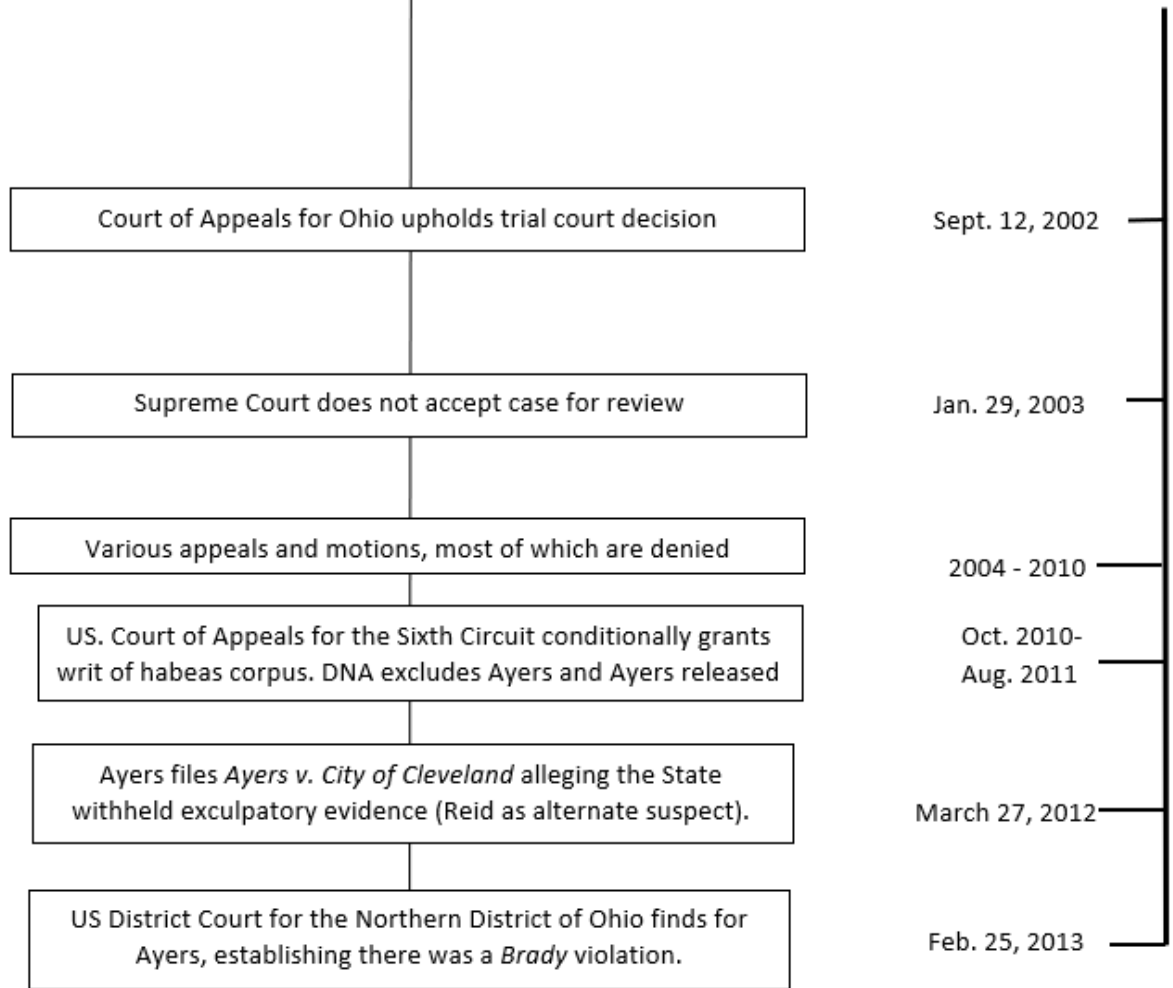 Court of Appeals for Ohio upholds trial court decision
Sept. 12, 2002
Supreme Court does not accept case for review
Jan. 29, 2003
Various appeals and motions, most of which are denied
2004 - 2010
US. Court of Appeals for the Sixth Circuit conditionally grants
writ of habeas corpus. DNA excludes Ayers and Ayers released
Oct. 2010-
Aug. 2011
Ayers files Ayers v. City of Cleveland alleging the State
withheld exculpatory evidence (Reid as alternate suspect).
March 27, 2012
US District Court for the Northern District of Ohio finds for
Ayers, establishing there was a Brady violation.
Feb. 25, 2013